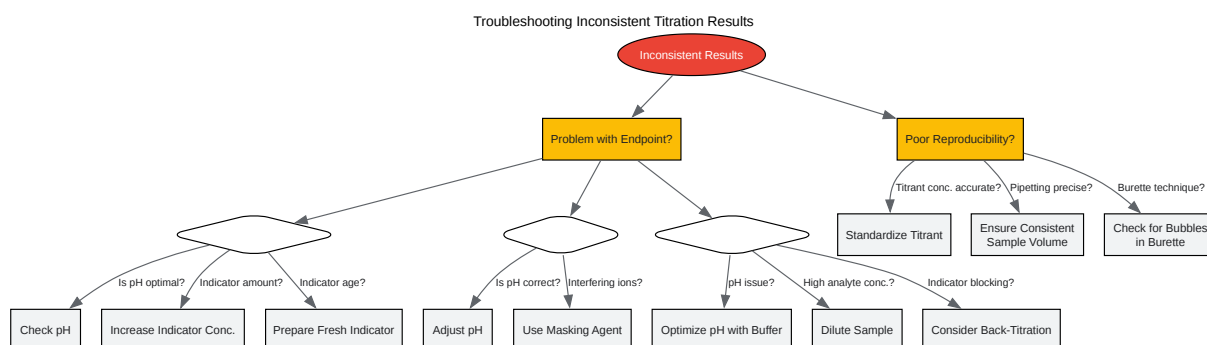 Troubleshooting Inconsistent Titration Results
Inconsistent Results
Problem with Endpoint?
Poor Reproducibility?
Titrant conc. accurate?
Pipetting precise?
Burette technique?
Standardize Titrant
Ensure Consistent
Sample Volume
Check for Bubbles
in Burette
Is pH optimal?
Indicator amount?
Indicator age?
Is pH correct?
Interfering ions?
pH issue?
High analyte conc.?
Indicator blocking?
Check pH
Increase Indicator Conc.
Prepare Fresh Indicator
Adjust pH
Use Masking Agent
Optimize pH with Buffer
Dilute Sample
Consider Back-Titration